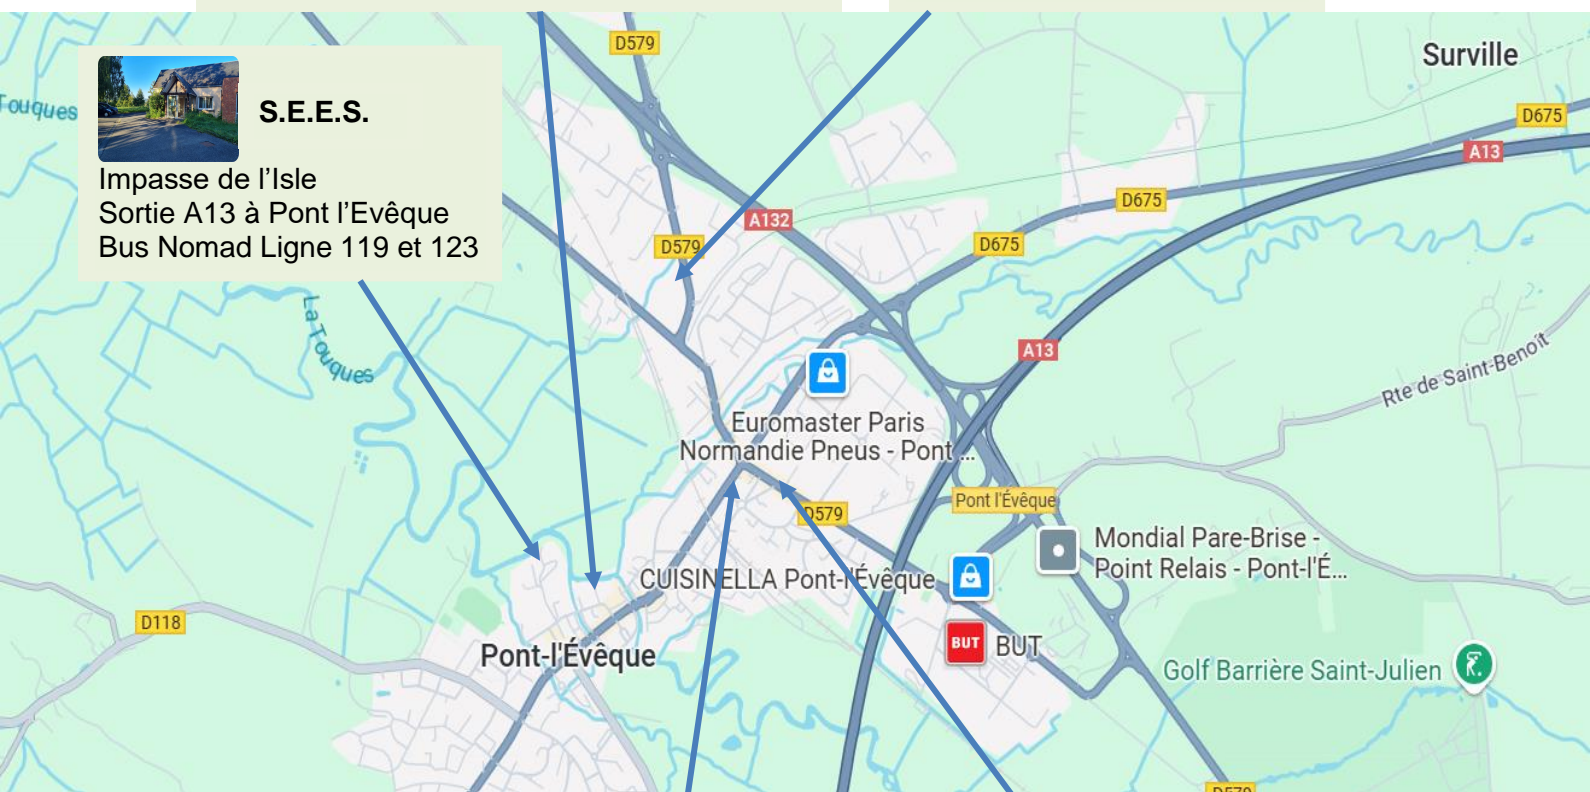 D579
Surville
D675
A13
Touques
S.E.E.S.
Impasse de l'Isle
Sortie A13 à Pont l'Evêque
Bus Nomad Ligne 119 et 123
D675
A132
D675
D579
La Touques
A13
Rte de Saint-Benoît
Euromaster Paris
Normandie Pneus - Pont ...
Pont l'Évêque
D579
Mondial Pare-Brise -
Point Relais - Pont-l'É...
CUISINELLA Pont-l'Évêque
D118
BUT
BUT
Pont-l'Évêque
Golf Barrière Saint-Julien
D579